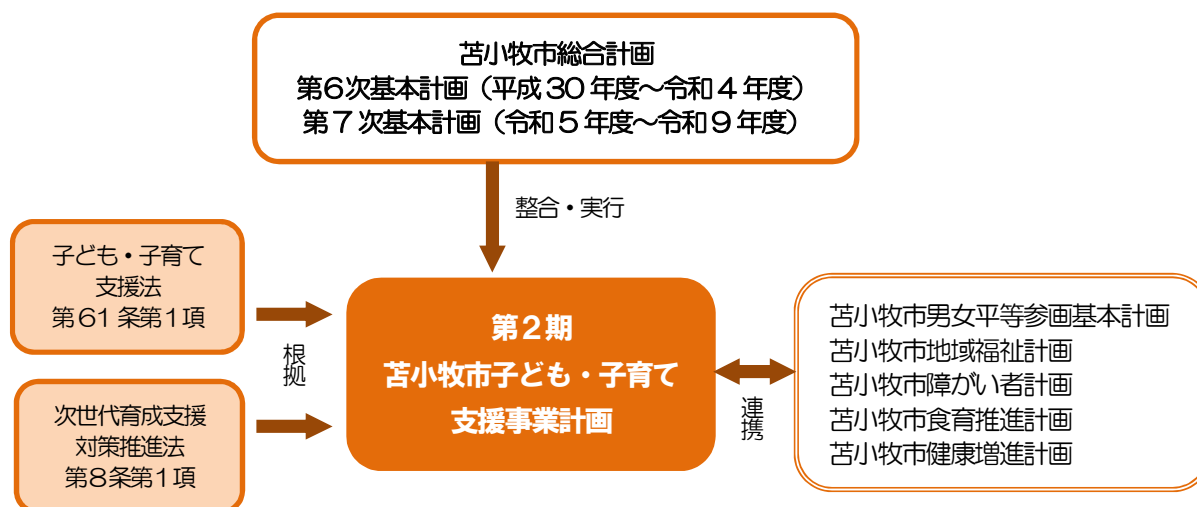 苫小牧市総合計画
第6次基本計画（平成30年度～令和4年度）
第7次基本計画（令和5年度～令和9年度）
整合・実行
子ども・子育て
支援法
第61条第1項
根拠
次世代育成支援
対策推進法
第8条第1項
第2期
苫小牧市子ども・子育て
支援事業計画
連携
苫小牧市男女平等参画基本計画
苫小牧市地域福祉計画
苫小牧市障がい者計画
苫小牧市食育推進計画
苫小牧市健康増進計画